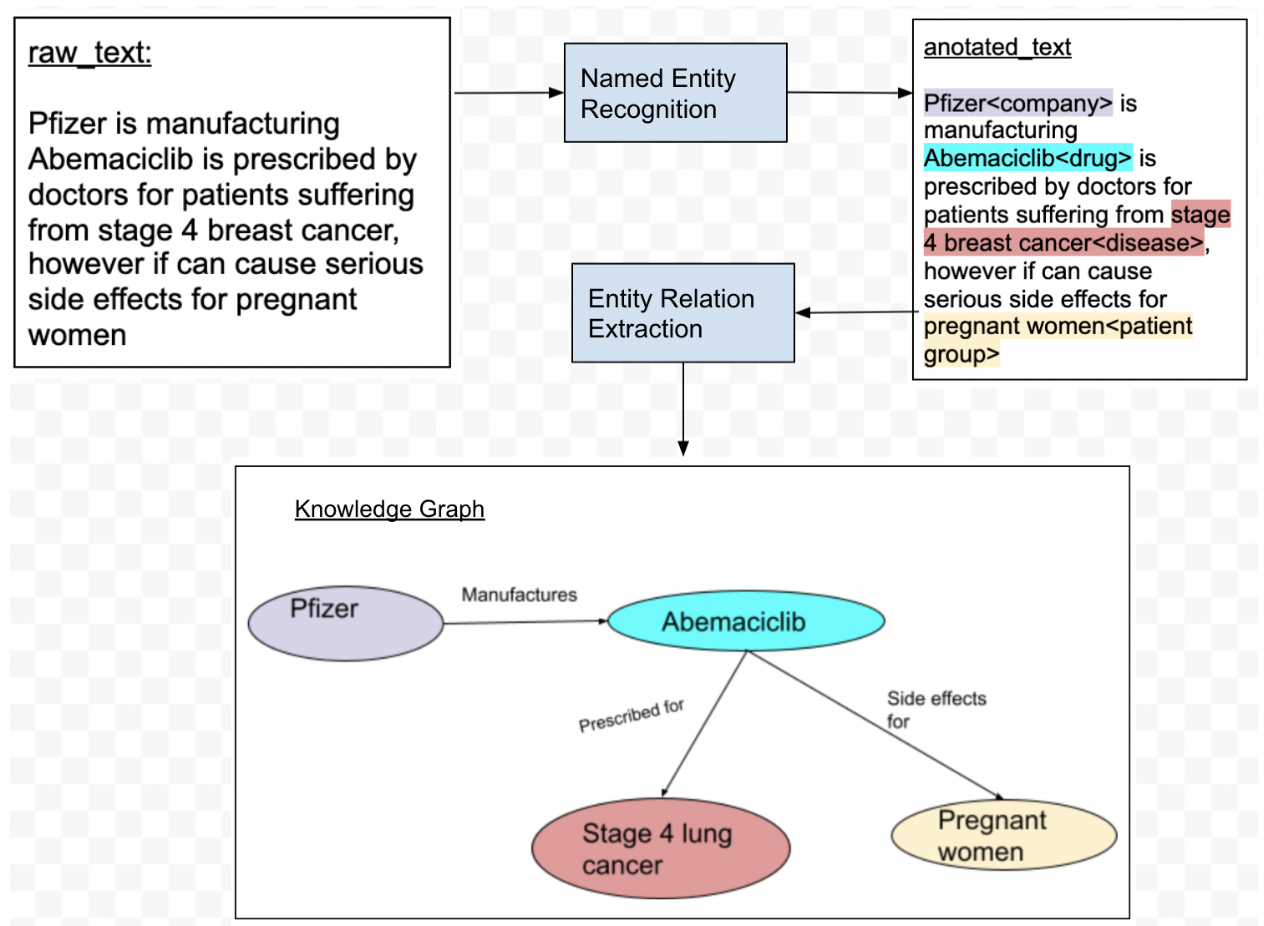 raw_text:
Pfizer is manufacturing
Abemaciclib is prescribed by
doctors for patients suffering
from stage 4 breast cancer,
however if can cause serious
side effects for pregnant
women
Named Entity
Recognition
anotated_text
Pfizer<company> is
manufacturing
Abemaciclib<drug> is
prescribed by doctors for
patients suffering from stage
4 breast cancer<disease>,
however if can cause
serious side effects for
pregnant women<patient
group>
Entity Relation
Extraction
Knowledge Graph
Pfizer
Manufactures
Abemaciclib
Prescribed for
Side effects
for
Stage 4 lung
cancer
Pregnant
women